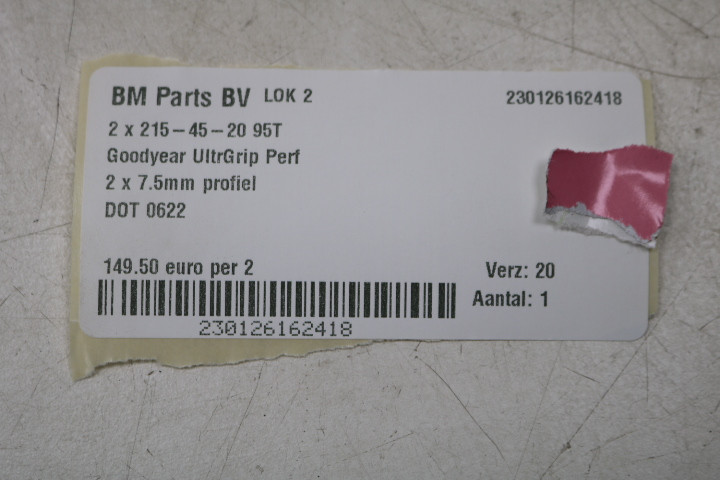 BM Parts BV LOK 2 230126162418
2 x 215-45-20 95T
Goodyear UltrGrip Perf
2 x 7.5mm profiel
DOT 0622
149.50 euro per 2 Verz: 20
Aantal: 1
230126162418